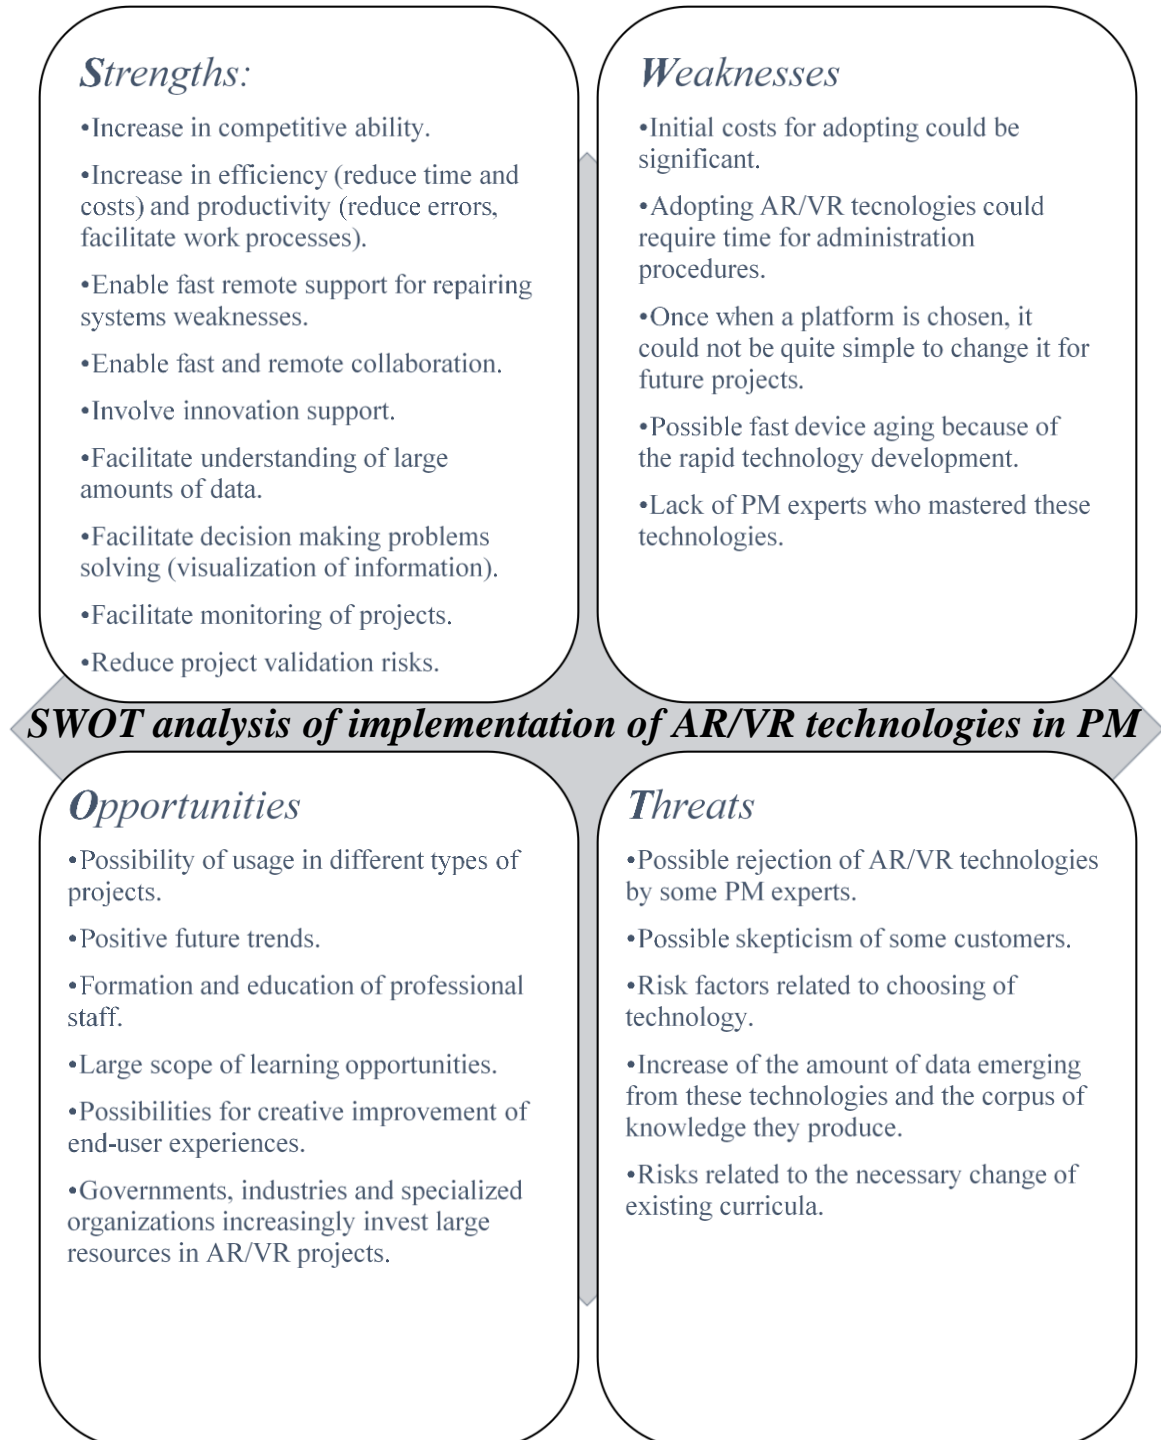 Strengths:
•Increase in competitive ability.
•Increase in efficiency (reduce time and
costs) and productivity (reduce errors,
facilitate work processes).
•Enable fast remote support for repairing
systems weaknesses.
•Enable fast and remote collaboration.
•Involve innovation support.
•Facilitate understanding of large
amounts of data.
•Facilitate decision making problems
solving (visualization of information).
•Facilitate monitoring of projects.
•Reduce project validation risks.
Weaknesses
•Initial costs for adopting could be
significant.
•Adopting AR/VR tecnologies could
require time for administration
procedures.
•Once when a platform is chosen, it
could not be quite simple to change it for
future projects.
•Possible fast device aging because of
the rapid technology development.
•Lack of PM experts who mastered these
technologies.
SWOT analysis of implementation of AR/VR technologies in PM
Opportunities
•Possibility of usage in different types of
projects.
•Positive future trends.
•Formation and education of professional
staff.
•Large scope of learning opportunities.
•Possibilities for creative improvement of
end-user experiences.
•Governments, industries and specialized
organizations increasingly invest large
resources in AR/VR projects.
Threats
•Possible rejection of AR/VR technologies
by some PM experts.
•Possible skepticism of some customers.
•Risk factors related to choosing of
technology.
•Increase of the amount of data emerging
from these technologies and the corpus of
knowledge they produce.
•Risks related to the necessary change of
existing curricula.